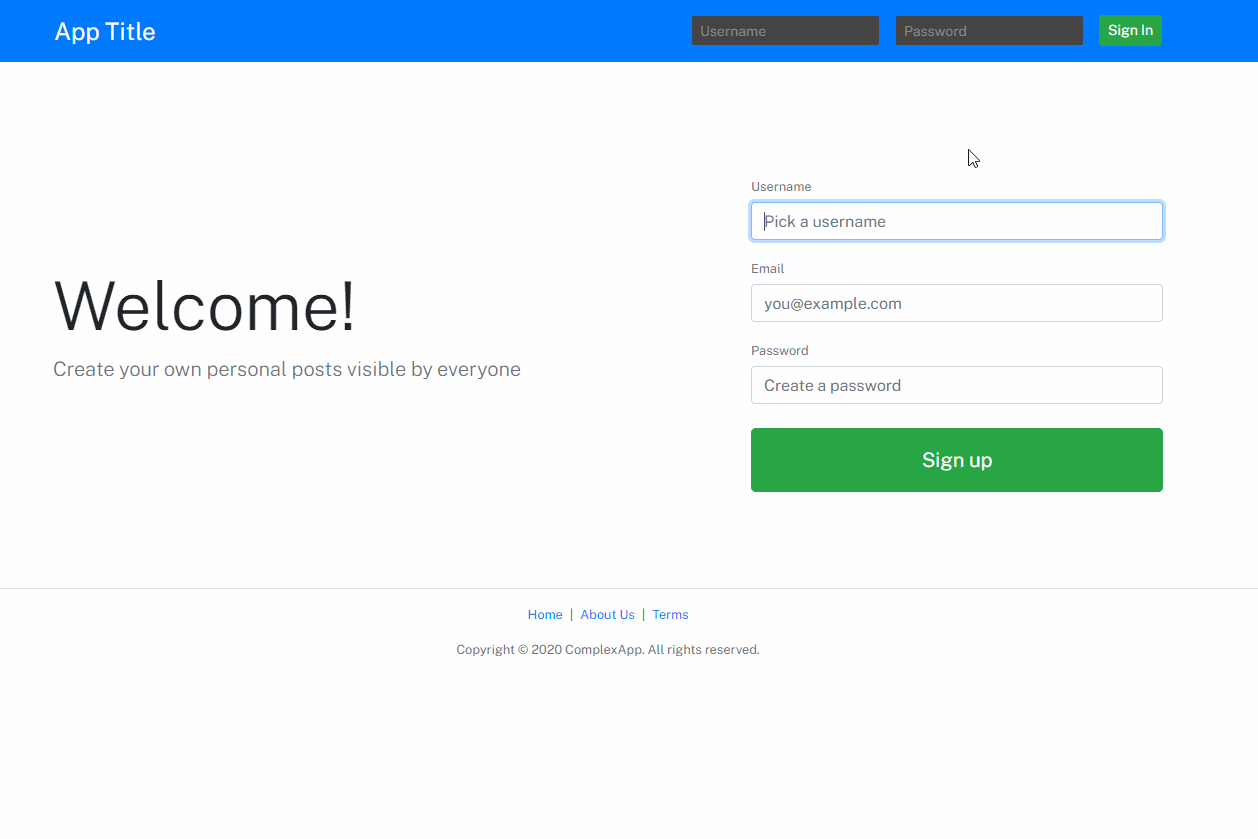 App Title
Username
Password
Sign In
Username
Pick a username
Email
you@example.com
Password
Create a password
Sign up
Welcome!
Create your own personal posts visible by everyone
Home | About Us | Terms
Copyright © 2020 ComplexApp. All rights reserved.